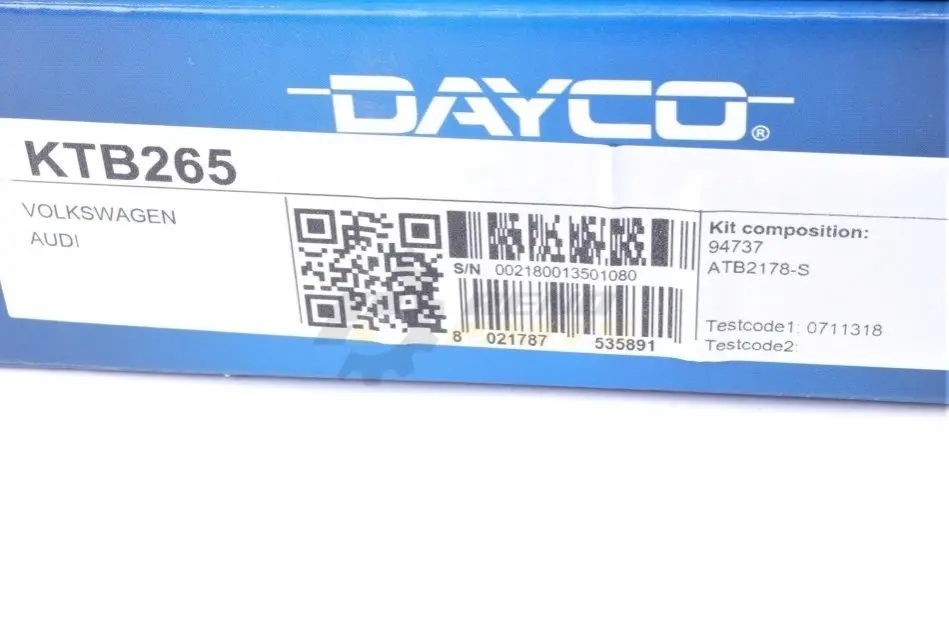 DAYCO®
KTB265
VOLKSWAGEN
AUDI
S/N 002180013501080
8 021787 535891
Kit composition:
94737
ATB2178-S
Testcode1: 0711318
Testcode2: